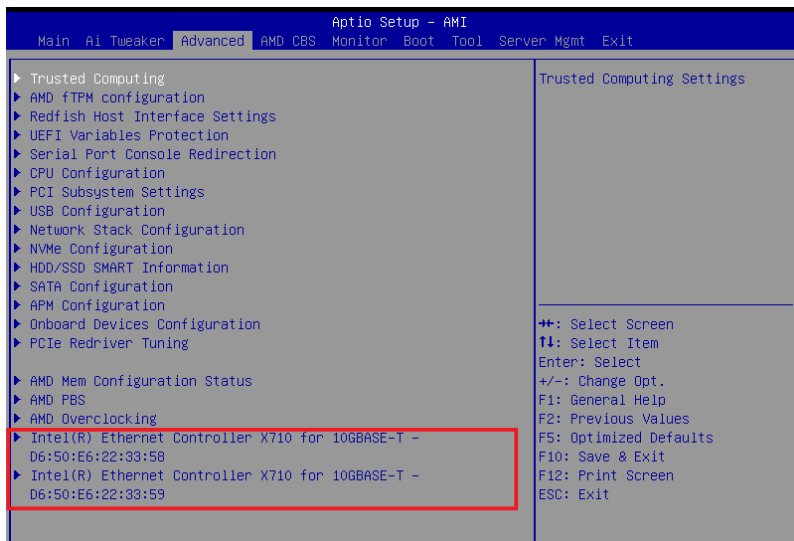 Aptio Setup – AMI
Main Ai Tweaker Advanced AMD CBS Monitor Boot Tool Server Mgmt Exit
Trusted Computing
AMD fTPM configuration
Redfish Host Interface Settings
UEFI Variables Protection
Serial Port Console Redirection
CPU Configuration
PCI Subsystem Settings
USB Configuration
Network Stack Configuration
NVMe Configuration
HDD/SSD SMART Information
SATA Configuration
APM Configuration
Onboard Devices Configuration
PCIe Redriver Tuning
AMD Mem Configuration Status
AMD PBS
AMD Overclocking
Intel(R) Ethernet Controller X710 for 10GBASE-T –
D6:50:E6:22:33:58
Intel(R) Ethernet Controller X710 for 10GBASE-T –
D6:50:E6:22:33:59
Trusted Computing Settings
→←: Select Screen
↑↓: Select Item
Enter: Select
+/-: Change Opt.
F1: General Help
F2: Previous Values
F5: Optimized Defaults
F10: Save & Exit
F12: Print Screen
ESC: Exit